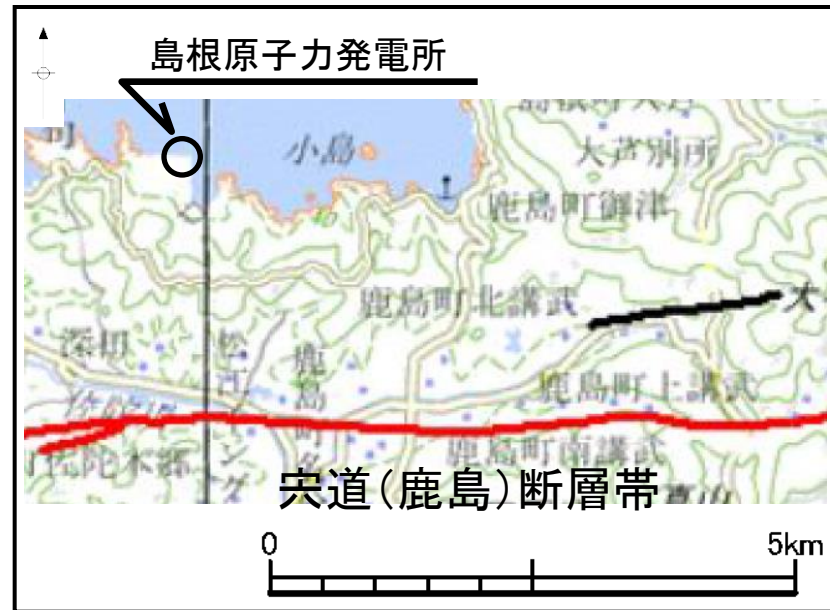 島根原子力発電所
小島
大芦別所
鹿島町御津
鹿島町北講武
大
深田
鹿島町上講武
鹿島町南講武
宍道(鹿島)断層帯
0
5km